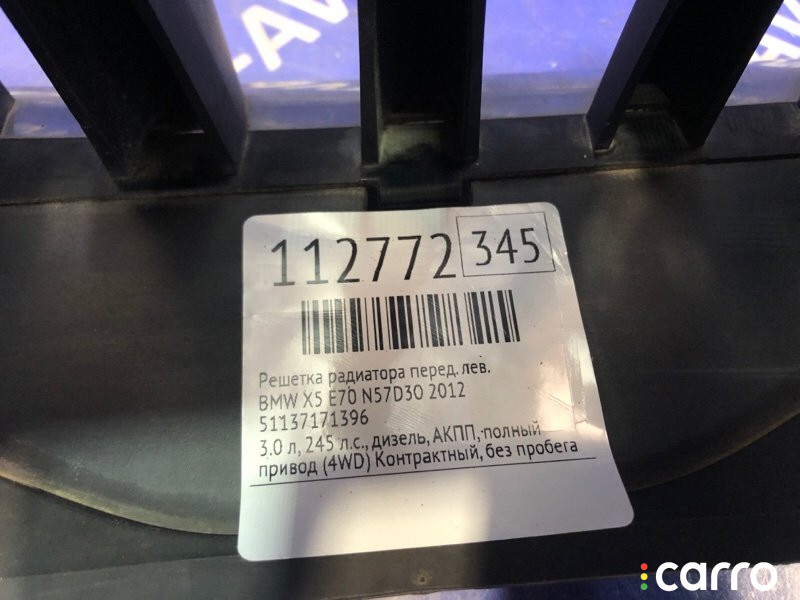 AV
112772 345
Решетка радиатора перед. лев.
BMW X5 E70 N57D30 2012
51137171396
3.0 л, 245 л.с., дизель, АКПП, полный
привод (4WD) Контрактный, без пробега
carro